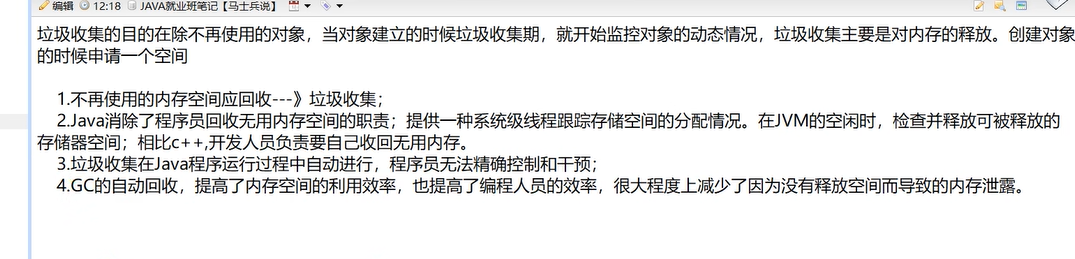 编辑 12:18 JAVA就业班笔记【马士兵说】
垃圾收集的目的在除不再使用的对象，当对象建立的时候垃圾收集期，就开始监控对象的动态情况，垃圾收集主要是对内存的释放。创建对象
的时候申请一个空间
1.不再使用的内存空间应回收---》垃圾收集；
2.Java消除了程序员回收无用内存空间的职责；提供一种系统级线程跟踪存储空间的分配情况。在JVM的空闲时，检查并释放可被释放的
存储器空间；相比c++,开发人员负责要自己收回无用内存。
3.垃圾收集在Java程序运行过程中自动进行，程序员无法精确控制和干预；
4.GC的自动回收，提高了内存空间的利用效率，也提高了编程人员的效率，很大程度上减少了因为没有释放空间而导致的内存泄露。